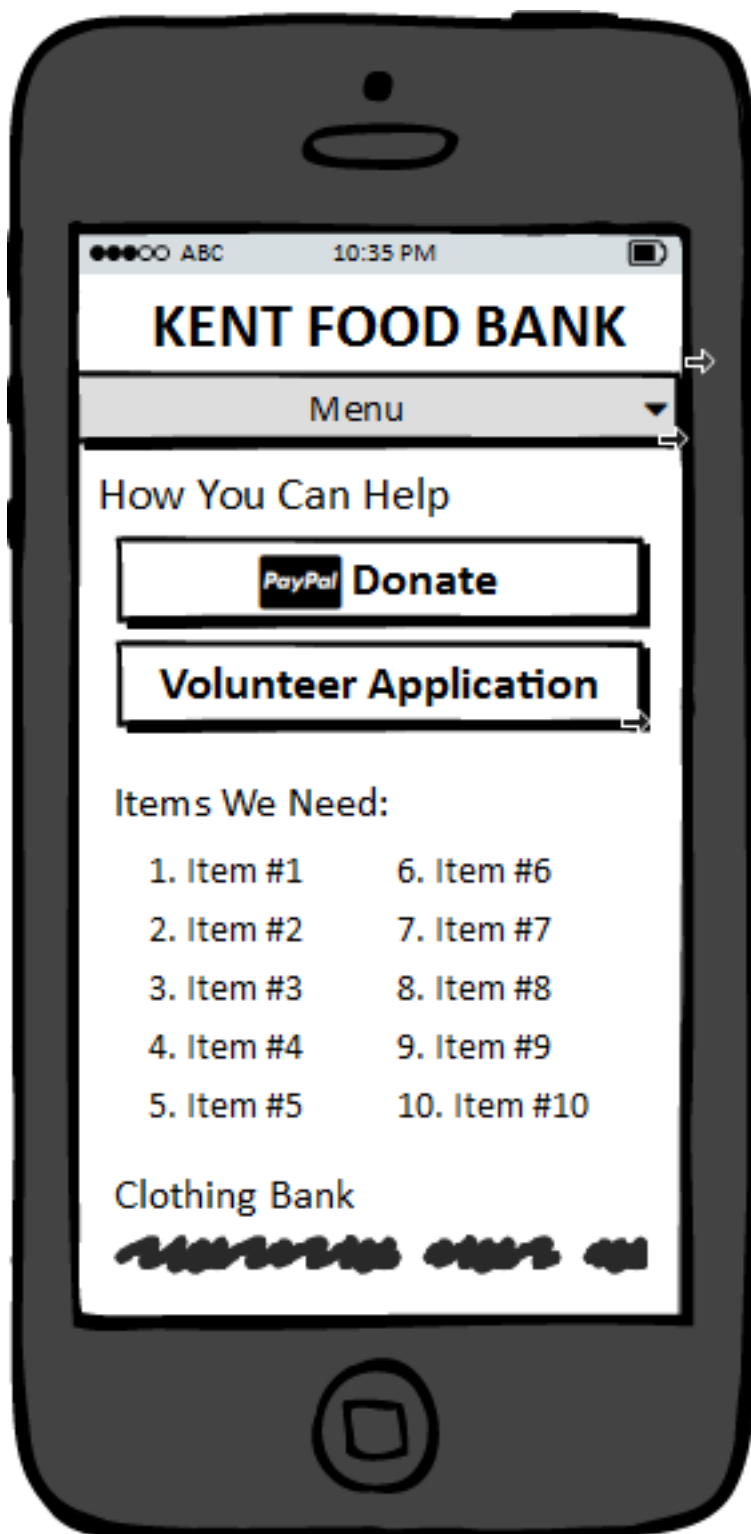 ABC 10:35 PM
KENT FOOD BANK
Menu
How You Can Help
PayPal Donate
Volunteer Application
Items We Need:
1. Item #1
2. Item #2
3. Item #3
4. Item #4
5. Item #5
6. Item #6
7. Item #7
8. Item #8
9. Item #9
10. Item #10
Clothing Bank